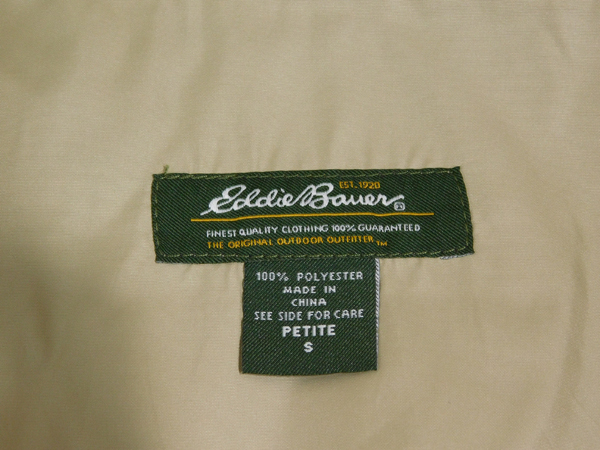 EST. 1920
Eddie Bauer ®
FINEST QUALITY CLOTHING 100% GUARANTEED
THE ORIGINAL OUTDOOR OUTFITTER ™
100% POLYESTER
MADE IN
CHINA
SEE SIDE FOR CARE
PETITE
S